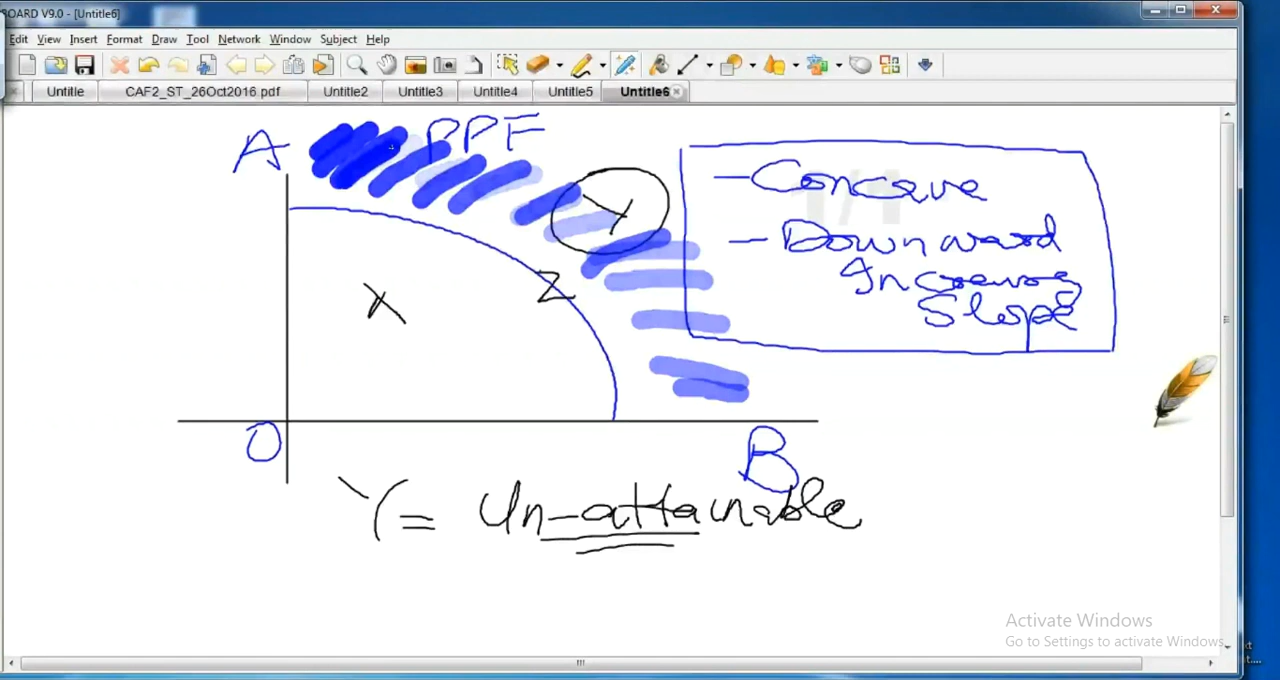 BOARD V9.0 - [Untitle6]
Edit View Insert Format Draw Tool Network Window Subject Help
Untitle CAF2_ST_26Oct2016.pdf Untitle2 Untitle3 Untitle4 Untitle5 Untitle6
A PPF
Y
Z
X
O
B
- Concave
- Downward
Increasing
Slope
Y = Un-attainable
Activate Windows
Go to Settings to activate Windows.